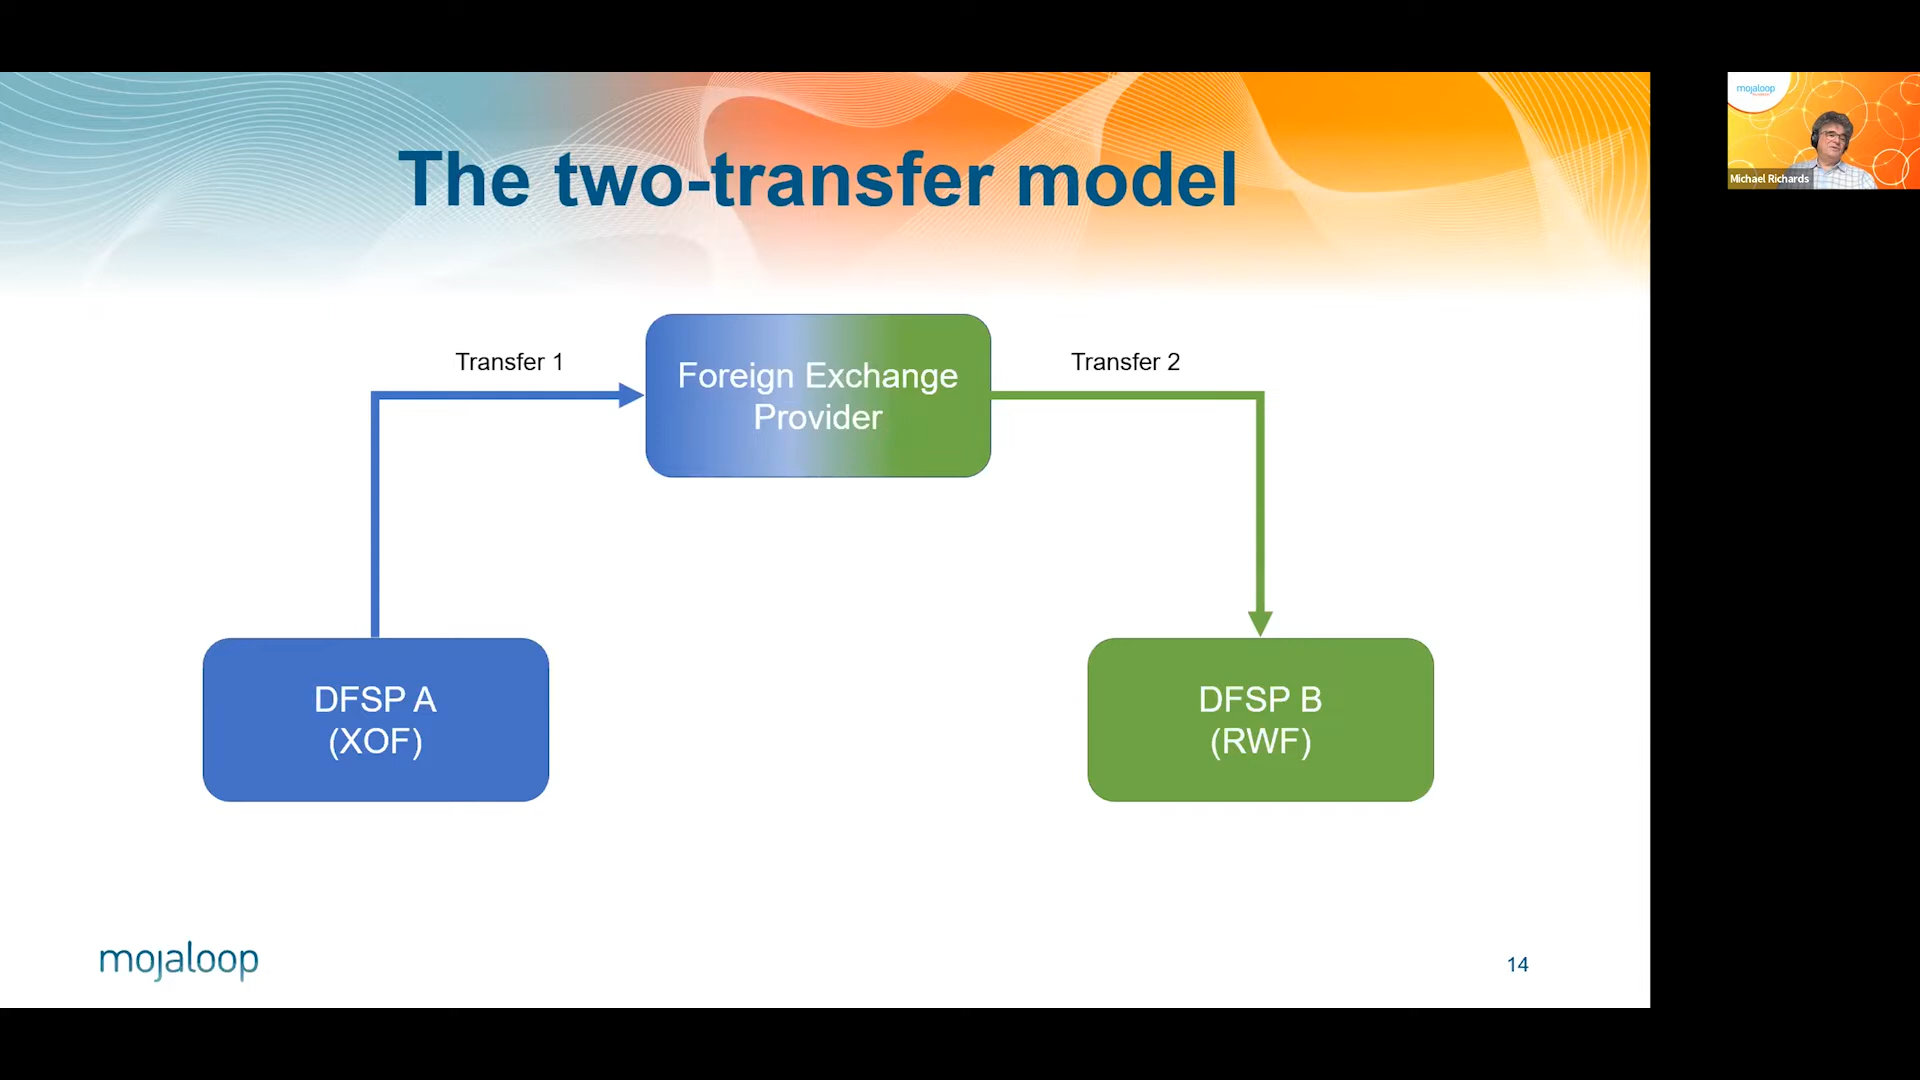 The two-transfer model
mojaloop
Michael Richards
Transfer 1
Foreign Exchange
Provider
Transfer 2
DFSP A
(XOF)
DFSP B
(RWF)
mojaloop
14